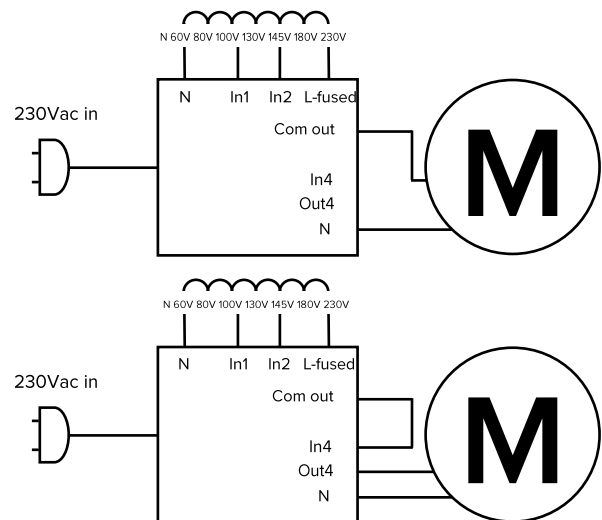 N 60V 80V 100V 130V 145V 180V 230V
N In1 In2 L-fused
230Vac in
Com out
In4
Out4
N
M
N 60V 80V 100V 130V 145V 180V 230V
N In1 In2 L-fused
230Vac in
Com out
In4
Out4
N
M